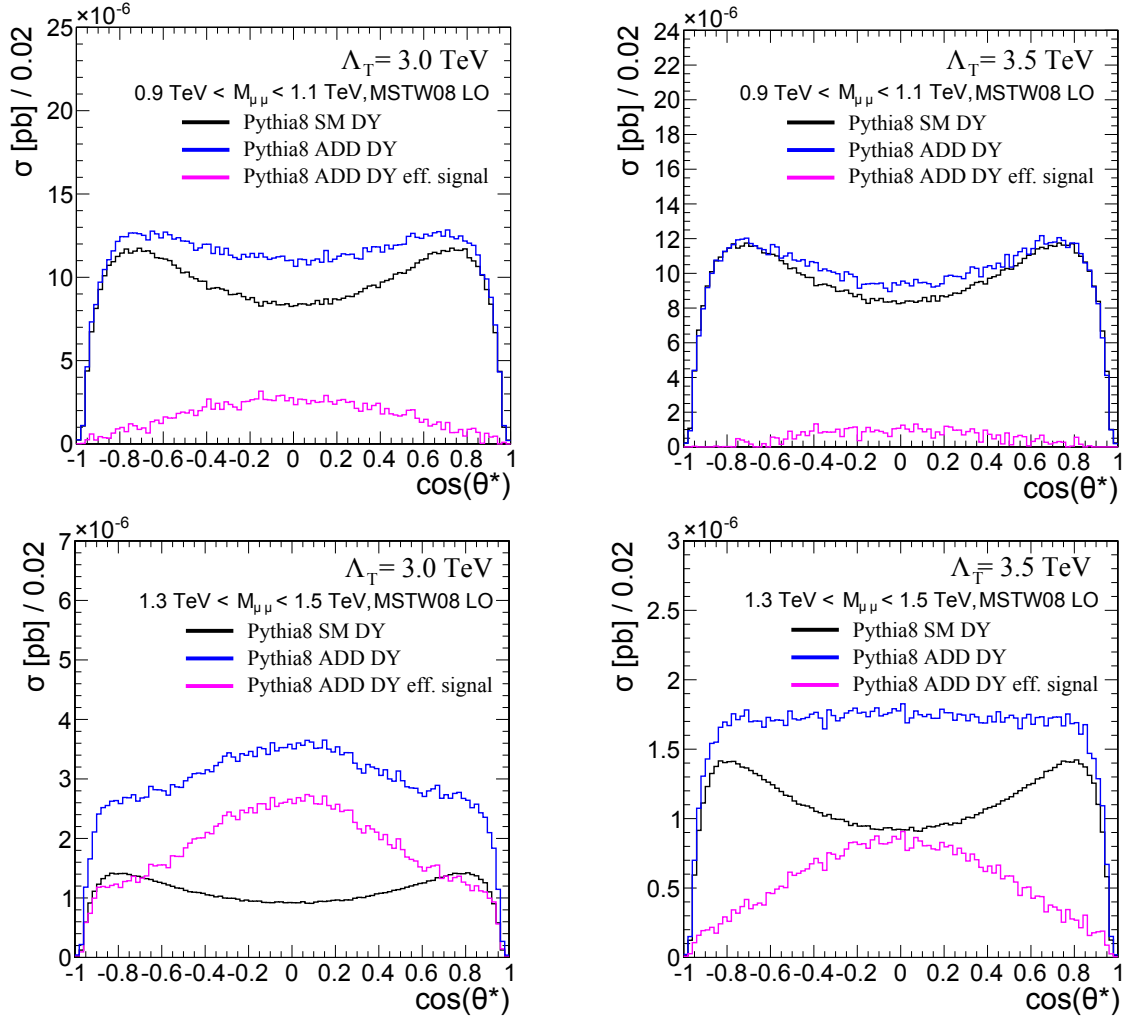 ×10⁻⁶
σ [pb] / 0.02
Λ_T= 3.0 TeV
0.9 TeV < M_μμ < 1.1 TeV, MSTW08 LO
Pythia8 SM DY
Pythia8 ADD DY
Pythia8 ADD DY eff. signal
25
20
15
10
5
0
-1 -0.8 -0.6 -0.4 -0.2 0 0.2 0.4 0.6 0.8 1
cos(θ*)
×10⁻⁶
σ [pb] / 0.02
Λ_T= 3.5 TeV
0.9 TeV < M_μμ < 1.1 TeV, MSTW08 LO
Pythia8 SM DY
Pythia8 ADD DY
Pythia8 ADD DY eff. signal
24
22
20
18
16
14
12
10
8
6
4
2
0
-1 -0.8 -0.6 -0.4 -0.2 0 0.2 0.4 0.6 0.8 1
cos(θ*)
×10⁻⁶
σ [pb] / 0.02
Λ_T= 3.0 TeV
1.3 TeV < M_μμ < 1.5 TeV, MSTW08 LO
Pythia8 SM DY
Pythia8 ADD DY
Pythia8 ADD DY eff. signal
7
6
5
4
3
2
1
0
-1 -0.8 -0.6 -0.4 -0.2 0 0.2 0.4 0.6 0.8 1
cos(θ*)
×10⁻⁶
σ [pb] / 0.02
Λ_T= 3.5 TeV
1.3 TeV < M_μμ < 1.5 TeV, MSTW08 LO
Pythia8 SM DY
Pythia8 ADD DY
Pythia8 ADD DY eff. signal
3
2.5
2
1.5
1
0.5
0
-1 -0.8 -0.6 -0.4 -0.2 0 0.2 0.4 0.6 0.8 1
cos(θ*)